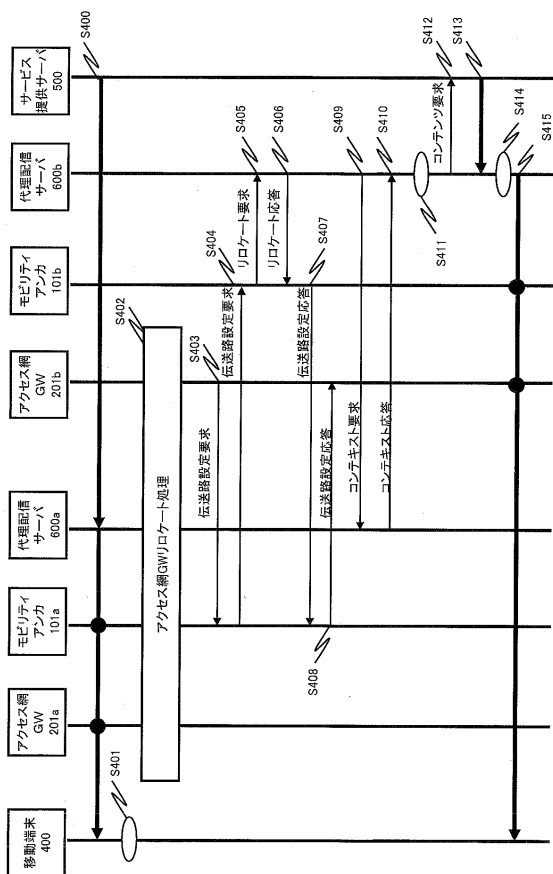 移動端末
400
アクセス網
GW
201a
モビリティ
アンカ
101a
代理配信
サーバ
600a
アクセス網
GW
201b
モビリティ
アンカ
101b
代理配信
サーバ
600b
サービス
提供サーバ
500
S400
S401
S402
アクセス網GWリロケート処理
S403
伝送路設定要求
S404
伝送路設定要求
S405
リロケート要求
S406
リロケート応答
S407
伝送路設定応答
S408
伝送路設定応答
S409
コンテキスト要求
S410
コンテキスト応答
S411
S412
コンテンツ要求
S413
S414
S415